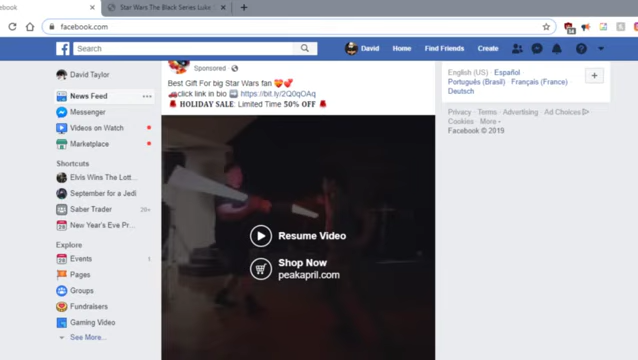 ebook
Star Wars The Black Series Luke
facebook.com
Search
David
Home
Find Friends
Create
David Taylor
News Feed
Messenger
Videos on Watch
Marketplace
Shortcuts
Elvis Wins The Lott...
September for a Jedi
Saber Trader
20+
New Year's Eve Pr...
Explore
Events
1
Pages
Groups
Fundraisers
Gaming Video
See More...
Sponsored ·
Best Gift For big Star Wars fan
click link in bio https://bit.ly/2Q0qOAq
HOLIDAY SALE: Limited Time 50% OFF
Resume Video
Shop Now
peakapril.com
English (US) · Español ·
Português (Brasil) · Français (France) ·
Deutsch
Privacy · Terms · Advertising · Ad Choices
Cookies · More
Facebook © 2019